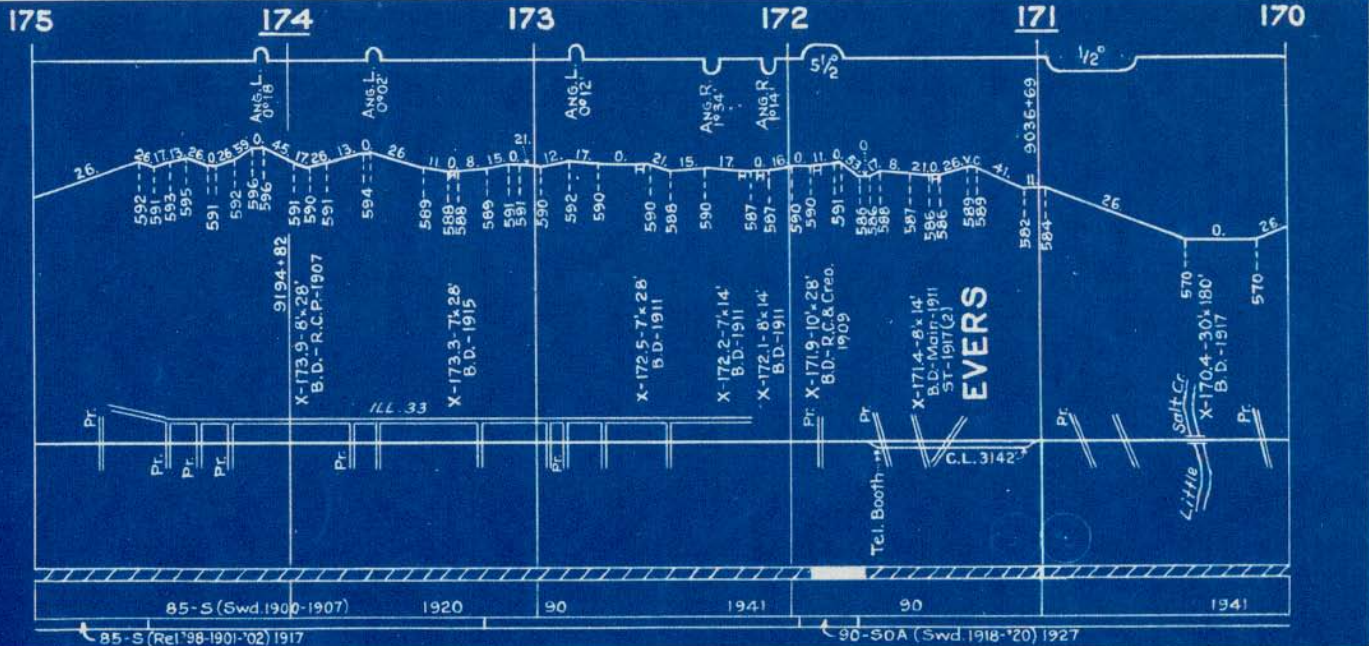 175 174 173 172 171 170
5½° ½°
ANG. L.
0°18'
ANG. L.
0°02'
ANG. L.
0°12'
ANG. R
1°34'
ANG. R
1°14'
9036+69
26. 26 17. 13. 26 0 26 59 0. 45. 17. 26 13. 0. 26 11. 0 8. 15. 0. 21. 12. 17. 0. 21. 15. 17. 0. 16. 0. 11. 0. 53. 0 17. 8. 21. 0 26. V.C 41. 26 0. 26
592 591 593 595 591 592 596 596 591 590 591 594 589 588 588 589 591 591 590 592 590 590 588 590 587 587 590 590 591 586 586 588 587 586 586 589 589 582 584 570 570
9194+82
X-173.9-8'x28'
B.D.-R.C.P.-1907
X-173.3-7'x28'
B.D.-1915
X-172.5-7'x28'
B.D-1911
X-172.2-7'x14'
B.D.-1911
X-172.1-8'x14'
B.D-1911
X-171.9-10'x28'
B.D-R.C.& Creo.
1909
X-171.4-8'x14'
B.D-Main-1911
ST-1917(2)
EVERS
X-170.4-30'x180'
B.D.-1917
Little Salt Cr.
ILL. 33
Pr. Pr. Pr. Pr. Pr. Pr. Pr. Pr. Pr. Pr.
C.L. 3142'
Tel. Booth
85-S (Swd. 1900-1907) 1920 90 1941 90 1941
85-S (Rel. '98-1901-'02) 1917 90-SOA (Swd. 1918-'20) 1927